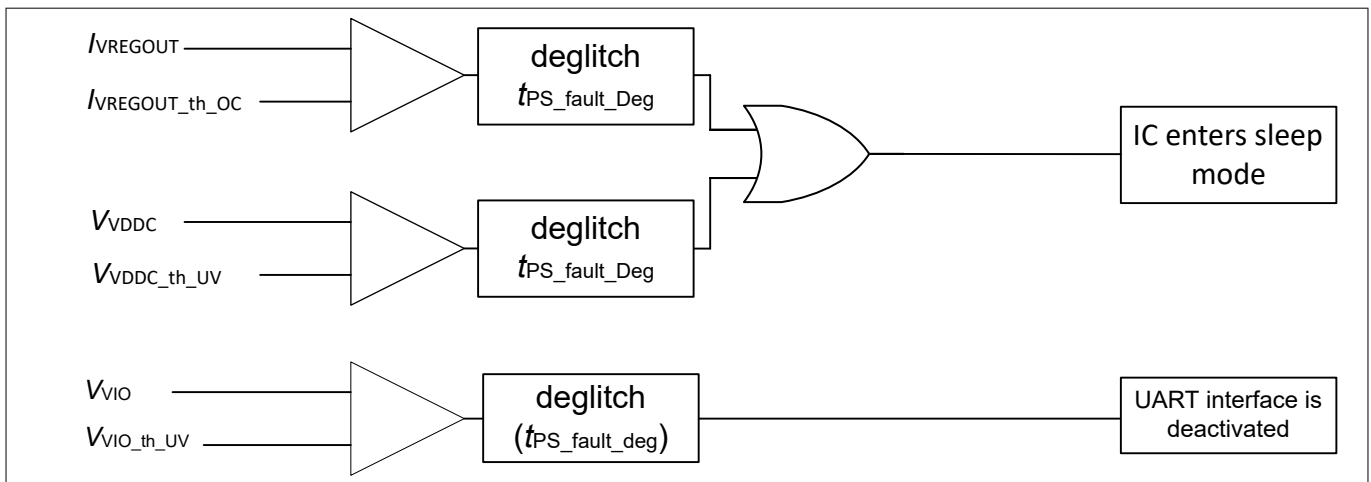 IVREGOUT
deglitch
tPS_fault_Deg
IVREGOUT_th_OC
IC enters sleep
mode
VVDDC
deglitch
tPS_fault_Deg
VVDDC_th_UV
VVIO
deglitch
(tPS_fault_deg)
VVIO_th_UV
UART interface is
deactivated